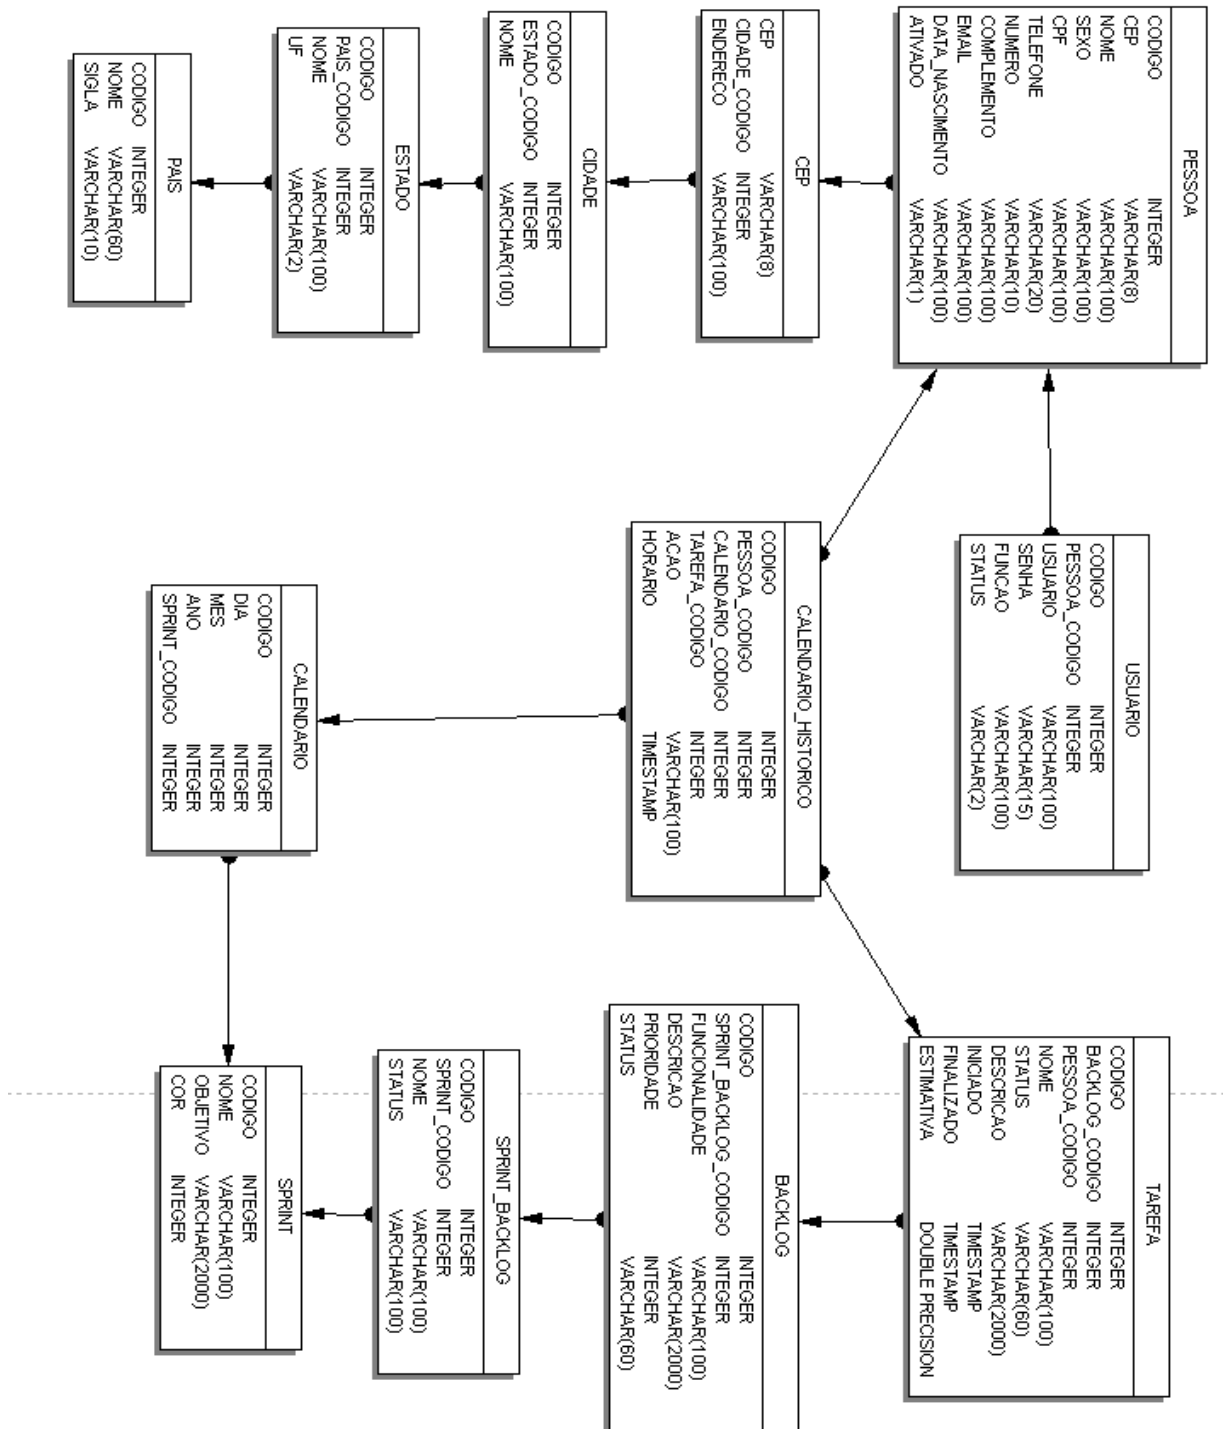 PESSOA
CODIGO INTEGER
CEP VARCHAR(8)
NOME VARCHAR(100)
SEXO VARCHAR(100)
CPF VARCHAR(100)
TELEFONE VARCHAR(20)
NUMERO VARCHAR(10)
COMPLEMENTO VARCHAR(100)
EMAIL VARCHAR(100)
DATA_NASCIMENTO VARCHAR(100)
ATIVADO VARCHAR(1)
USUARIO
CODIGO INTEGER
PESSOA_CODIGO INTEGER
USUARIO VARCHAR(100)
SENHA VARCHAR(15)
FUNCAO VARCHAR(100)
STATUS VARCHAR(2)
TAREFA
CODIGO INTEGER
BACKLOG_CODIGO INTEGER
PESSOA_CODIGO INTEGER
NOME VARCHAR(100)
STATUS VARCHAR(60)
DESCRICAO VARCHAR(2000)
INICIADO TIMESTAMP
FINALIZADO TIMESTAMP
ESTIMATIVA DOUBLE PRECISION
CEP
CEP VARCHAR(8)
CIDADE_CODIGO INTEGER
ENDERECO VARCHAR(100)
CALENDARIO_HISTORICO
CODIGO INTEGER
PESSOA_CODIGO INTEGER
CALENDARIO_CODIGO INTEGER
TAREFA_CODIGO INTEGER
ACAO VARCHAR(100)
HORARIO TIMESTAMP
BACKLOG
CODIGO INTEGER
SPRINT_BACKLOG_CODIGO INTEGER
FUNCIONALIDADE VARCHAR(100)
DESCRICAO VARCHAR(2000)
PRIORIDADE INTEGER
STATUS VARCHAR(60)
CIDADE
CODIGO INTEGER
ESTADO_CODIGO INTEGER
NOME VARCHAR(100)
SPRINT_BACKLOG
CODIGO INTEGER
SPRINT_CODIGO INTEGER
NOME VARCHAR(100)
STATUS VARCHAR(100)
ESTADO
CODIGO INTEGER
PAIS_CODIGO INTEGER
NOME VARCHAR(100)
UF VARCHAR(2)
CALENDARIO
CODIGO INTEGER
DIA INTEGER
MES INTEGER
ANO INTEGER
SPRINT_CODIGO INTEGER
SPRINT
CODIGO INTEGER
NOME VARCHAR(100)
OBJETIVO VARCHAR(2000)
COR INTEGER
PAIS
CODIGO INTEGER
NOME VARCHAR(60)
SIGLA VARCHAR(10)